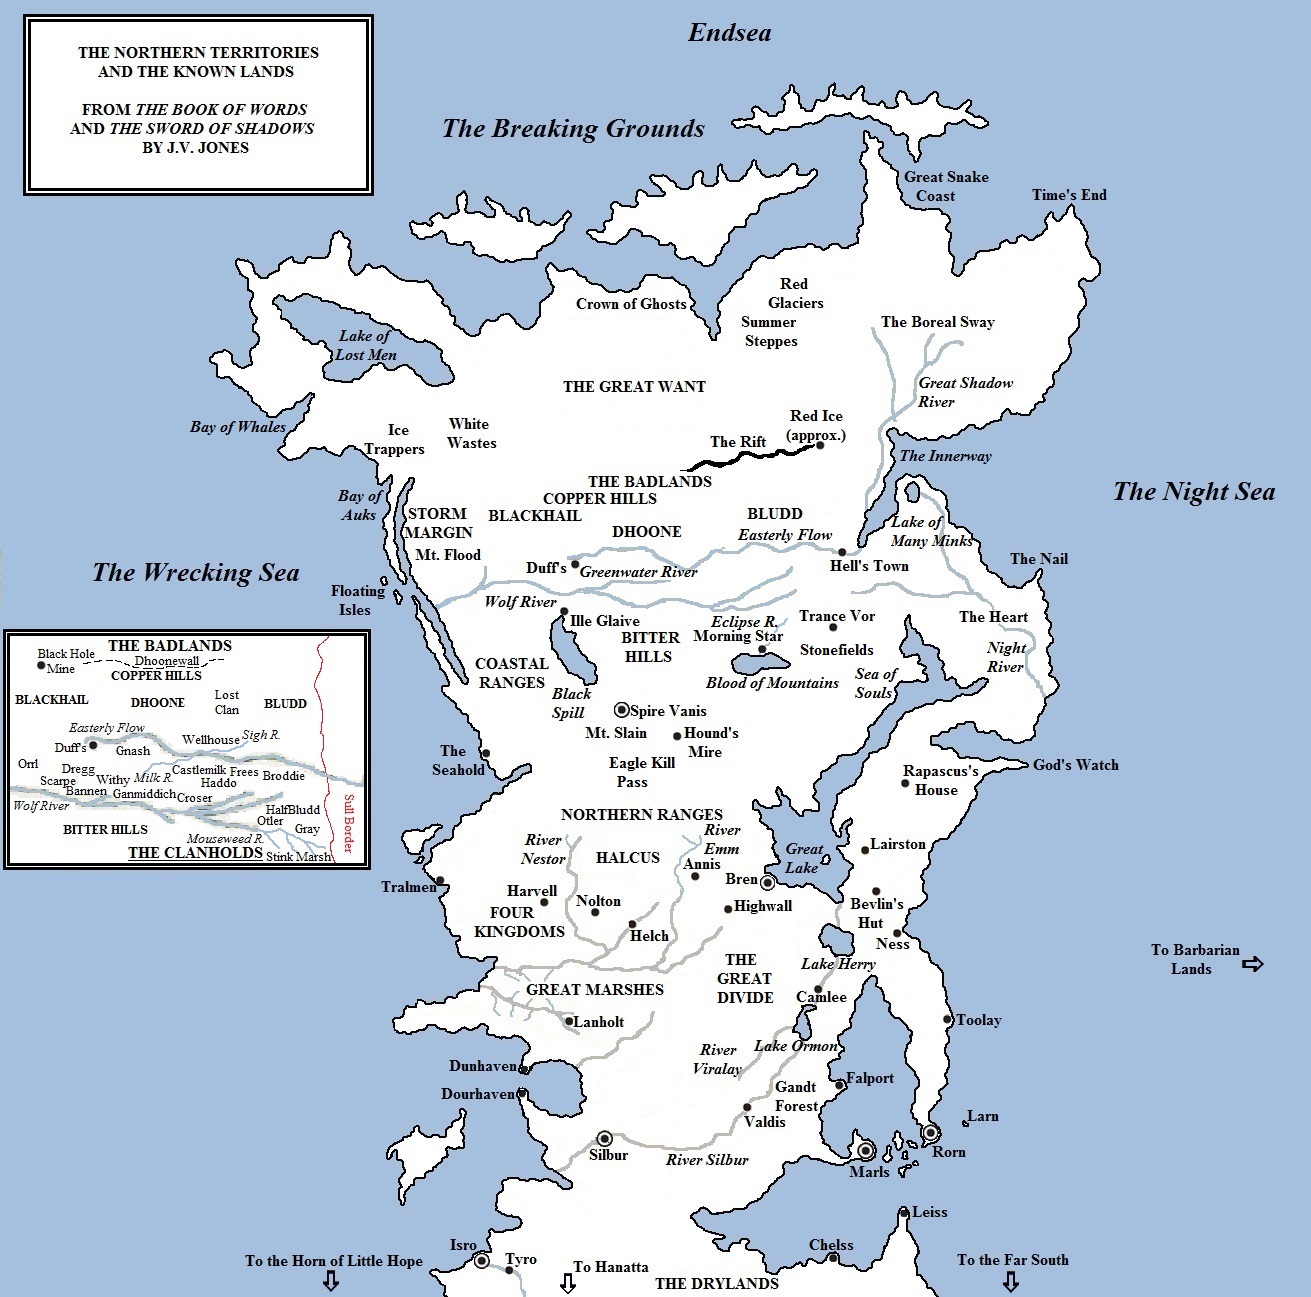 THE NORTHERN TERRITORIES
AND THE KNOWN LANDS
FROM THE BOOK OF WORDS
AND THE SWORD OF SHADOWS
BY J.V. JONES
Endsea
The Breaking Grounds
Great Snake
Coast
Time's End
Red
Glaciers
Crown of Ghosts
Summer
Steppes
The Boreal Sway
Lake of
Lost Men
THE GREAT WANT
Great Shadow
River
Bay of Whales
Ice
Trappers
White
Wastes
Red Ice
(approx.)
The Rift
The Innerway
THE BADLANDS
COPPER HILLS
Bay of
Auks
STORM
MARGIN
BLACKHAIL
DHOONE
BLUDD
Easterly Flow
Lake of
Many Minks
The Night Sea
Mt. Flood
Duff's
Greenwater River
Hell's Town
The Nail
The Wrecking Sea
Floating
Isles
Wolf River
Ille Glaive
BITTER
HILLS
Eclipse R.
Morning Star
Trance Vor
Stonefields
The Heart
Night
River
COASTAL
RANGES
Black
Spill
Blood of Mountains
Sea of
Souls
Spire Vanis
Mt. Slain
Hound's
Mire
Eagle Kill
Pass
The
Seahold
God's Watch
Rapascus's
House
THE BADLANDS
Black Hole
Mine
Doonewall
COPPER HILLS
BLACKHAIL
DHOONE
Lost
Clan
BLUDD
Easterly Flow
Duff's
Gnash
Wellhouse
Sigh R.
Orrl
Dregg
Scarpe
Withy
Milk R.
Castlemilk
Frees
Broddie
Haddo
Bannen
Ganmiddich
Croser
Wolf River
HalfBludd
Otler
Gray
BITTER HILLS
Mouseweed R.
Sull Border
THE CLANHOLDS
Stink Marsh
NORTHERN RANGES
River
Nestor
HALCUS
River
Emm
Annis
Great
Lake
Lairston
Tralmen
Harvell
Nolton
Bren
Highwall
Bevlin's
Hut
FOUR
KINGDOMS
Helch
Ness
THE
GREAT
DIVIDE
Lake Herry
To Barbarian
Lands
GREAT MARSHES
Camlee
Lanholt
Toolay
River
Viralay
Lake Ormon
Dunhaven
Dourhaven
Gandt
Forest
Falport
Valdis
Larn
Silbur
River Silbur
Rorn
Marls
Leiss
Isro
Tyro
Chelss
To the Horn of Little Hope
To Hanatta
THE DRYLANDS
To the Far South